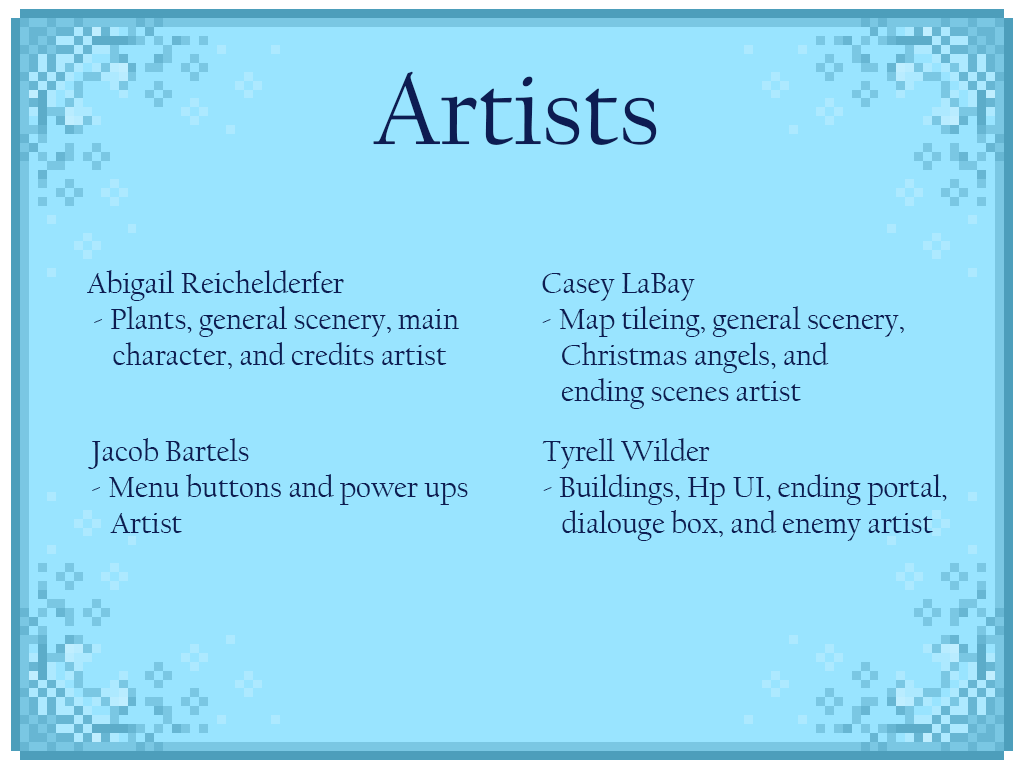 Artists
Abigail Reichelderfer
- Plants, general scenery, main
character, and credits artist
Casey LaBay
- Map tileing, general scenery,
Christmas angels, and
ending scenes artist
Jacob Bartels
- Menu buttons and power ups
Artist
Tyrell Wilder
- Buildings, Hp UI, ending portal,
dialouge box, and enemy artist